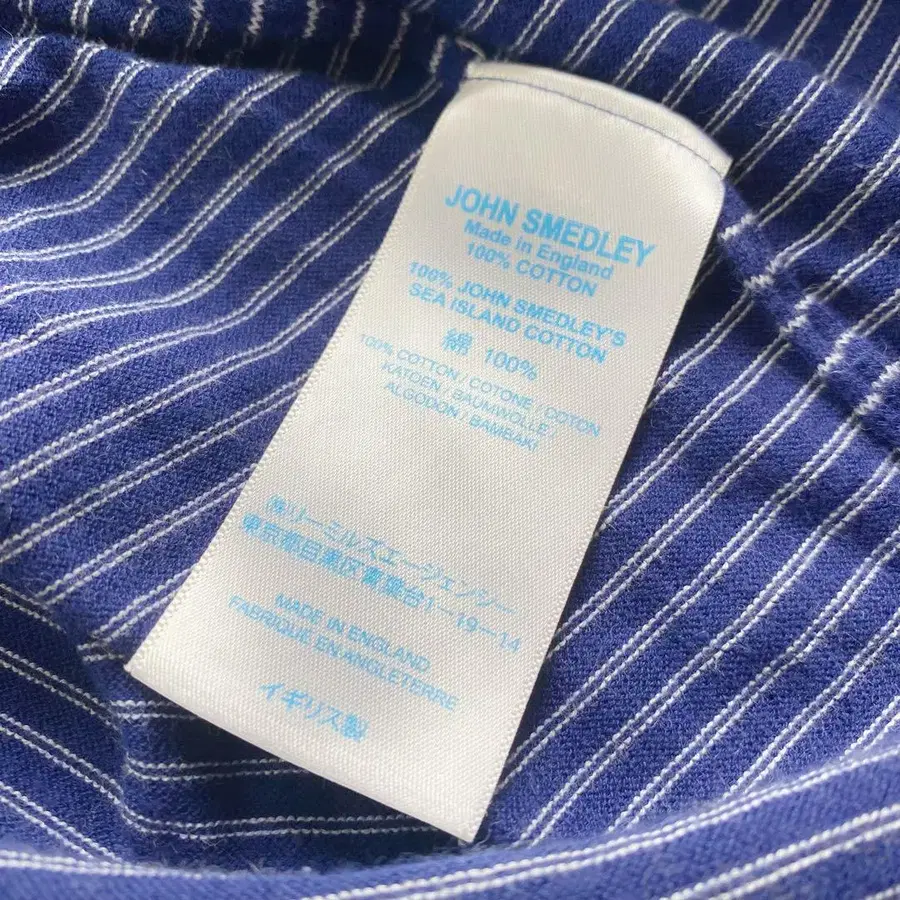 JOHN SMEDLEY
Made in England
100% COTTON
100% JOHN SMEDLEY'S
SEA ISLAND COTTON
綿 100%
100% COTTON / COTONE / COTON
KATOEN / BAUMWOLLE/
ALGODON / BAMBAKI
㈱リーミルズエージェンシー
東京都目黒区青葉台1-19-14
MADE IN ENGLAND
FABRIQUE EN ANGLETERRE
イギリス製